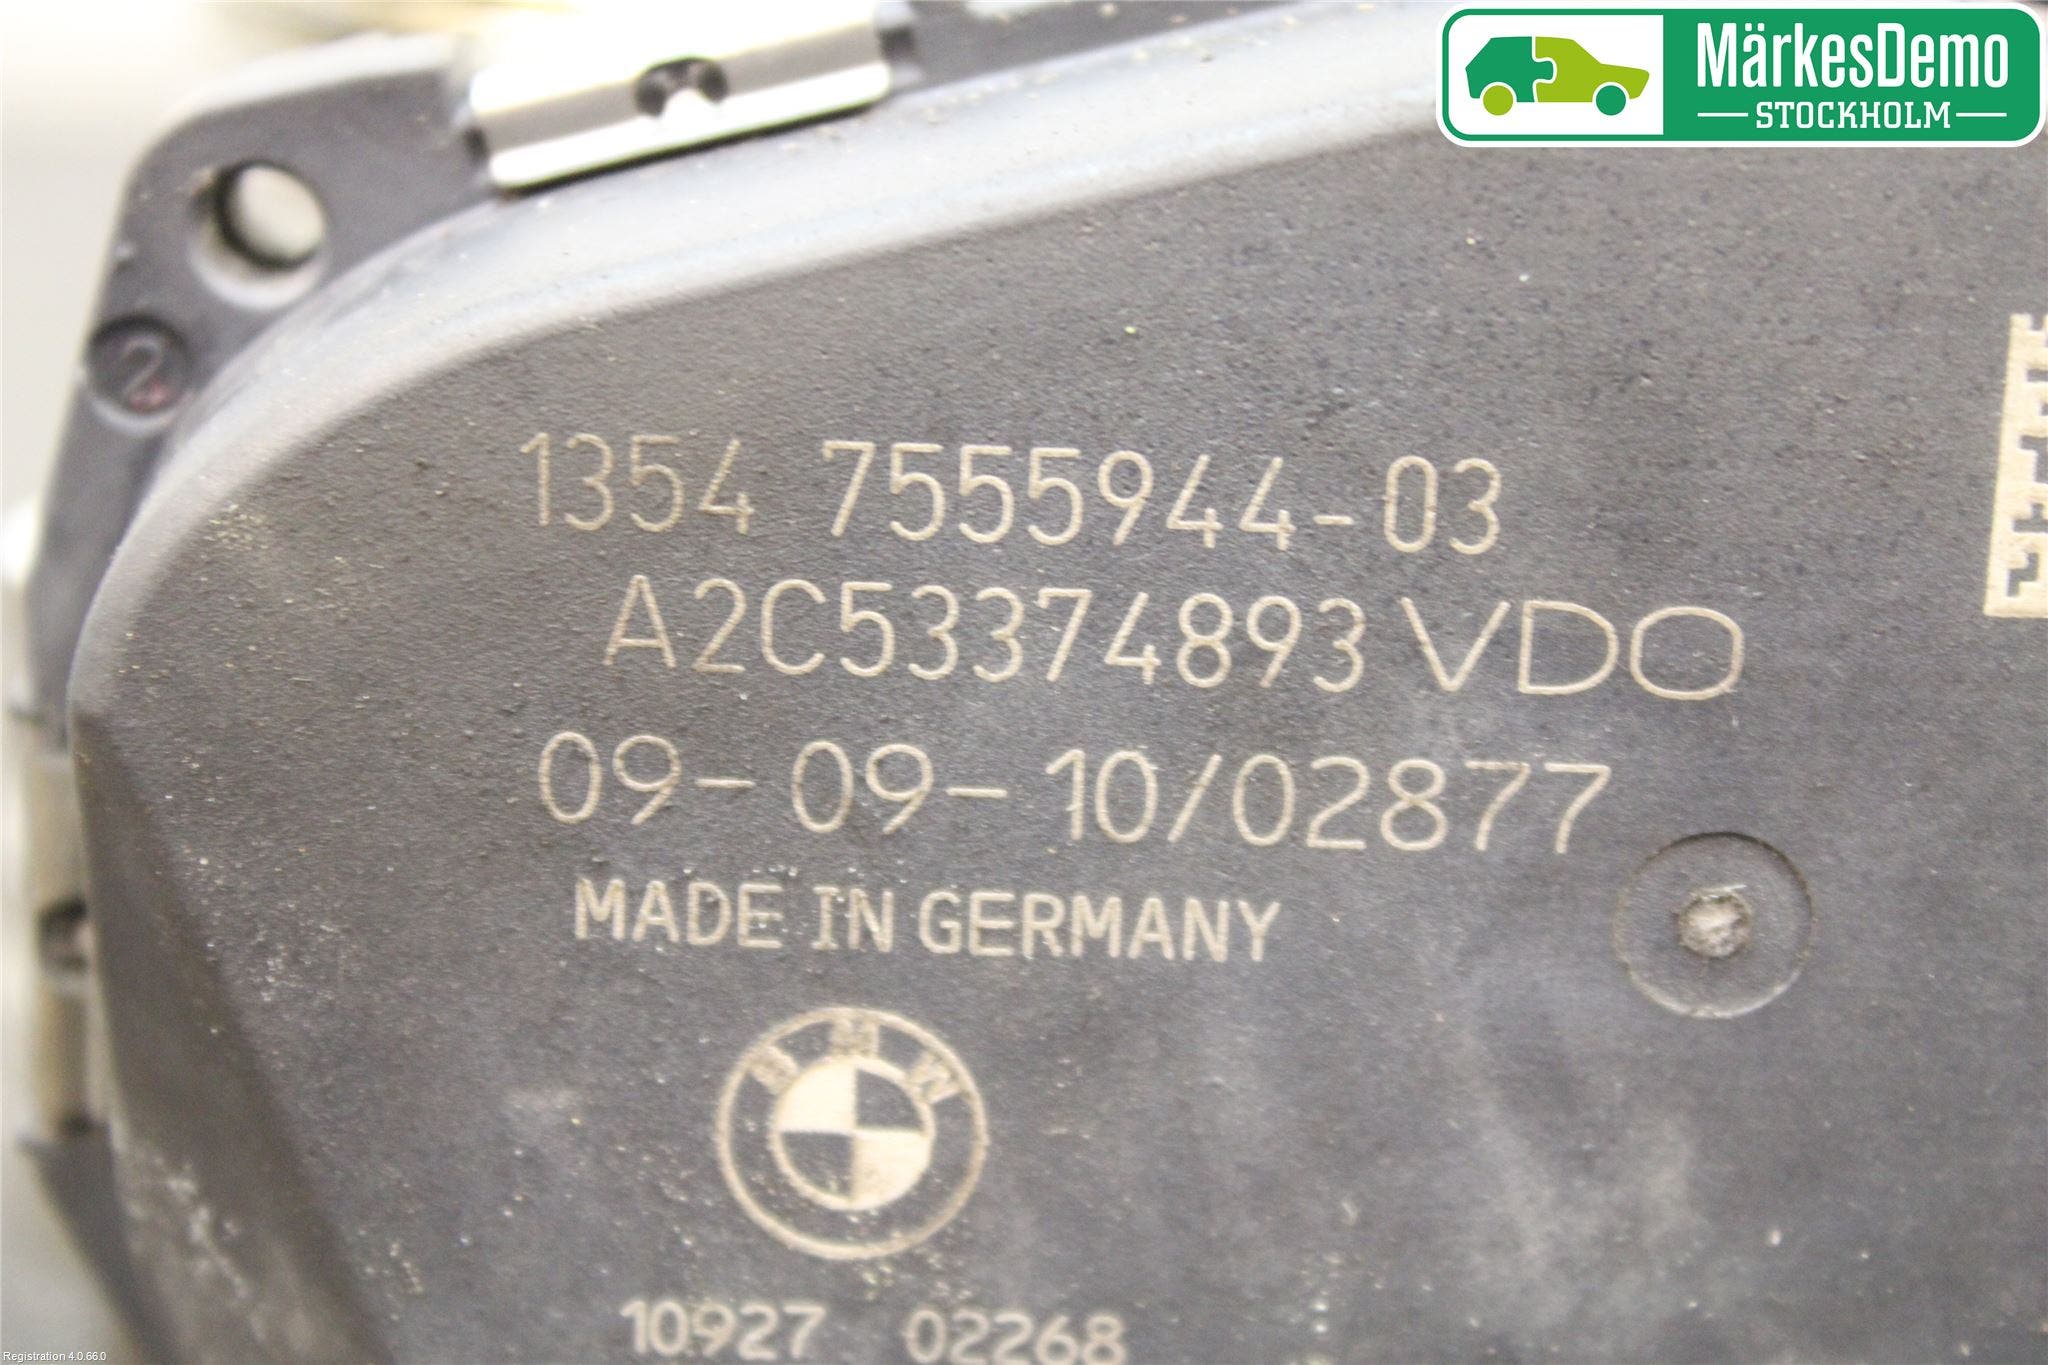 MärkesDemo
STOCKHOLM
2
1354 7555944-03
A2C53374893 VDO
09-09-10/02877
MADE IN GERMANY
BMW
10927 02268
Registration 4.0.66.0